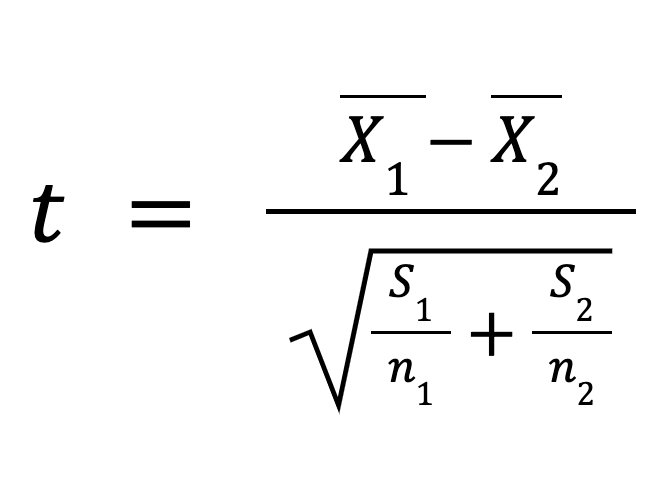 t = (X̅₁ − X̅₂) / √(S₁/n₁ + S₂/n₂)